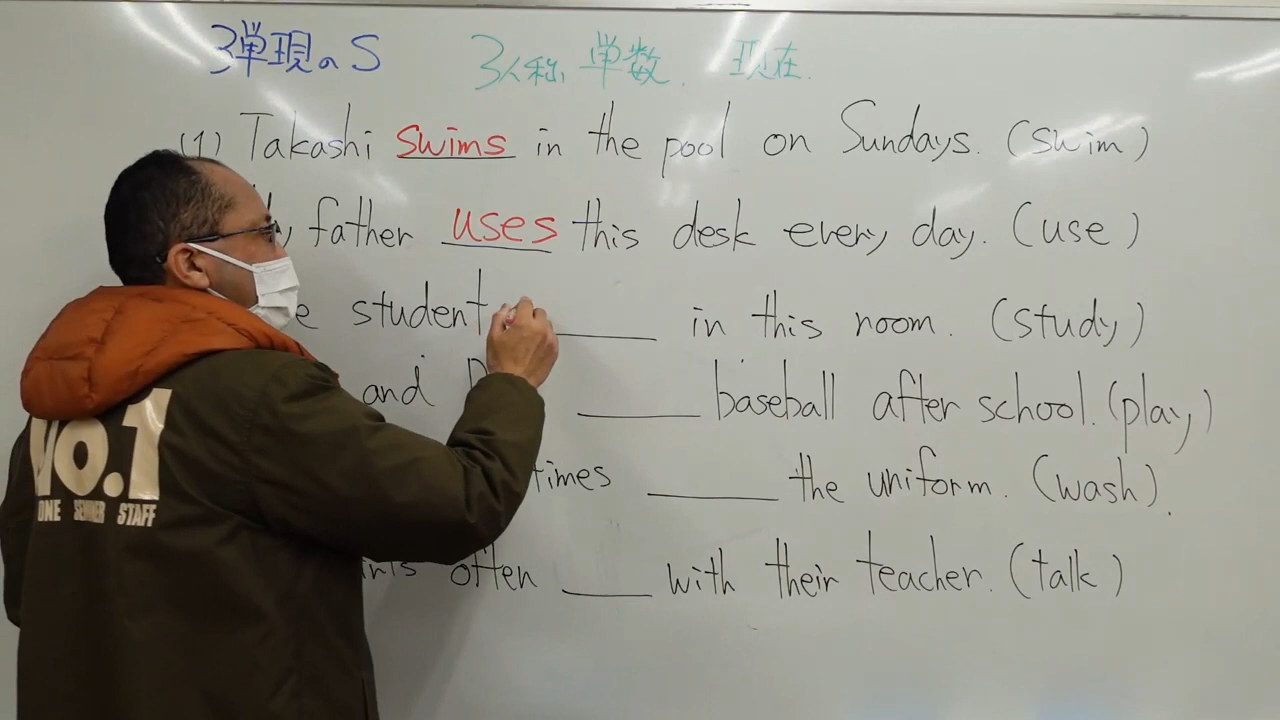 3単現のS 3人称, 単数, 現在.
(1) Takashi swims in the pool on Sundays. (swim)
father uses this desk every day. (use)
student ____ in this room. (study)
and ____ baseball after school. (play)
____ the uniform. (wash).
often ____ with their teacher. (talk)
No.1
ONE STAFF